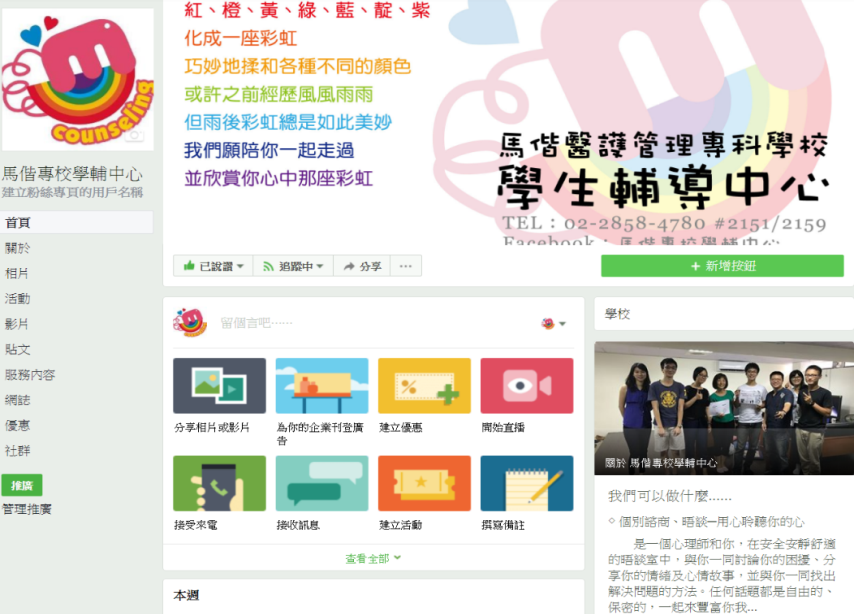 紅、橙、黃、綠、藍、靛、紫
化成一座彩虹
巧妙地揉和各種不同的顏色
或許之前經歷風風雨雨
但雨後彩虹總是如此美妙
我們願陪你一起走過
並欣賞你心中那座彩虹
m
counseling
馬偕醫護管理專科學校
學生輔導中心
TEL：02-2858-4780 #2151/2159
Facebook：馬偕專校學輔中心
馬偕專校學輔中心
建立粉絲專頁的用戶名稱
首頁
關於
相片
活動
影片
貼文
服務內容
網誌
優惠
社群
推廣
管理推廣
已說讚
追蹤中
分享
...
+ 新增按鈕
留個言吧……
分享相片或影片
為你的企業刊登廣
告
建立優惠
開始直播
接受來電
接收訊息
建立活動
撰寫備註
查看全部
本週
學校
關於 馬偕專校學輔中心
我們可以做什麼……
◇ 個別諮商、晤談─用心聆聽你的心
是一個心理師和你，在安全安靜舒適
的晤談室中，與你一同討論你的困擾、分
享你的情緒及心情故事，並與你一同找出
解決問題的方法。任何話題都是自由的、
保密的，一起來豐富你我...